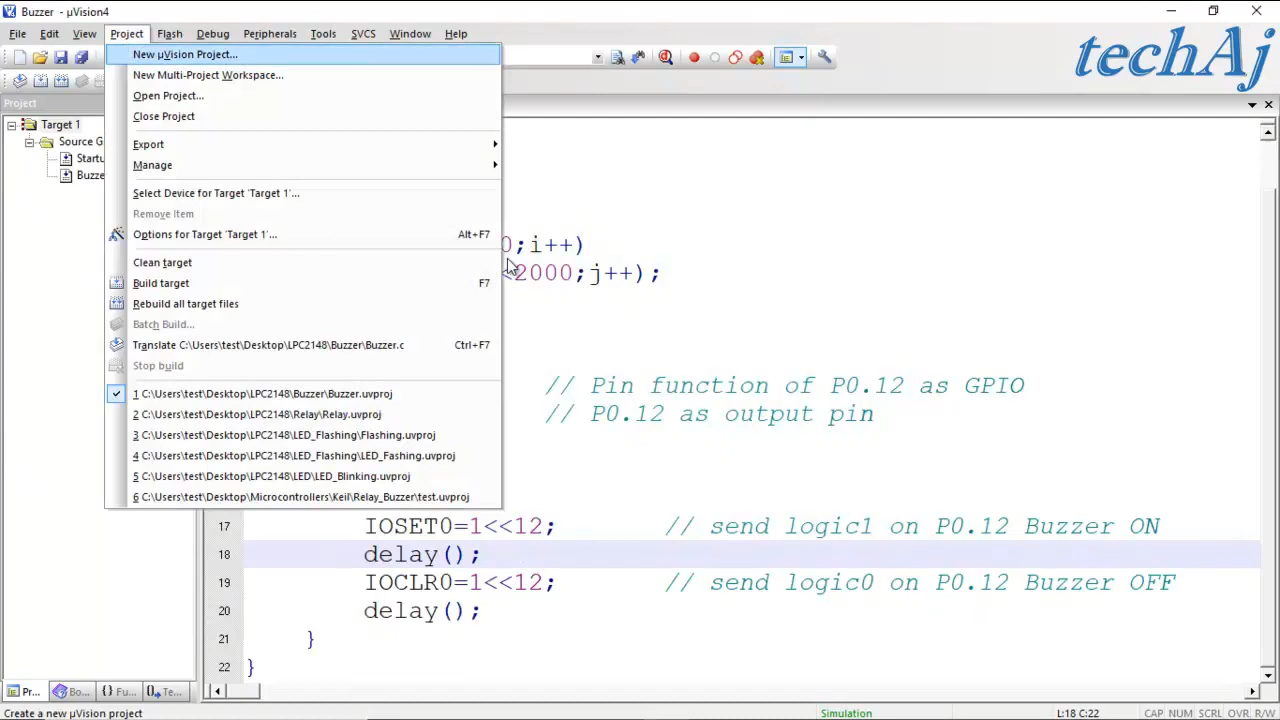 Buzzer - µVision4
File Edit View Project Flash Debug Peripherals Tools SVCS Window Help
techAj
New µVision Project...
New Multi-Project Workspace...
Open Project...
Close Project
Export
Manage
Select Device for Target 'Target 1'...
Remove Item
Options for Target 'Target 1'... Alt+F7
Clean target
Build target F7
Rebuild all target files
Batch Build...
Translate C:\Users\test\Desktop\LPC2148\Buzzer\Buzzer.c Ctrl+F7
Stop build
1 C:\Users\test\Desktop\LPC2148\Buzzer\Buzzer.uvproj
2 C:\Users\test\Desktop\LPC2148\Relay\Relay.uvproj
3 C:\Users\test\Desktop\LPC2148\LED_Flashing\Flashing.uvproj
4 C:\Users\test\Desktop\LPC2148\LED_Flashing\LED_Fashing.uvproj
5 C:\Users\test\Desktop\LPC2148\LED\LED_Blinking.uvproj
6 C:\Users\test\Desktop\Microcontrollers\Keil\Relay_Buzzer\test.uvproj
Project
Target 1
Source G
Startu
Buzze
0;i++)
<2000;j++);
// Pin function of P0.12 as GPIO
// P0.12 as output pin
17 IOSET0=1<<12; // send logic1 on P0.12 Buzzer ON
18 delay();
19 IOCLR0=1<<12; // send logic0 on P0.12 Buzzer OFF
20 delay();
21 }
22 }
Pr... Bo... {} Fu... Te...
Create a new µVision project Simulation L:18 C:22 CAP NUM SCRL OVR R/W